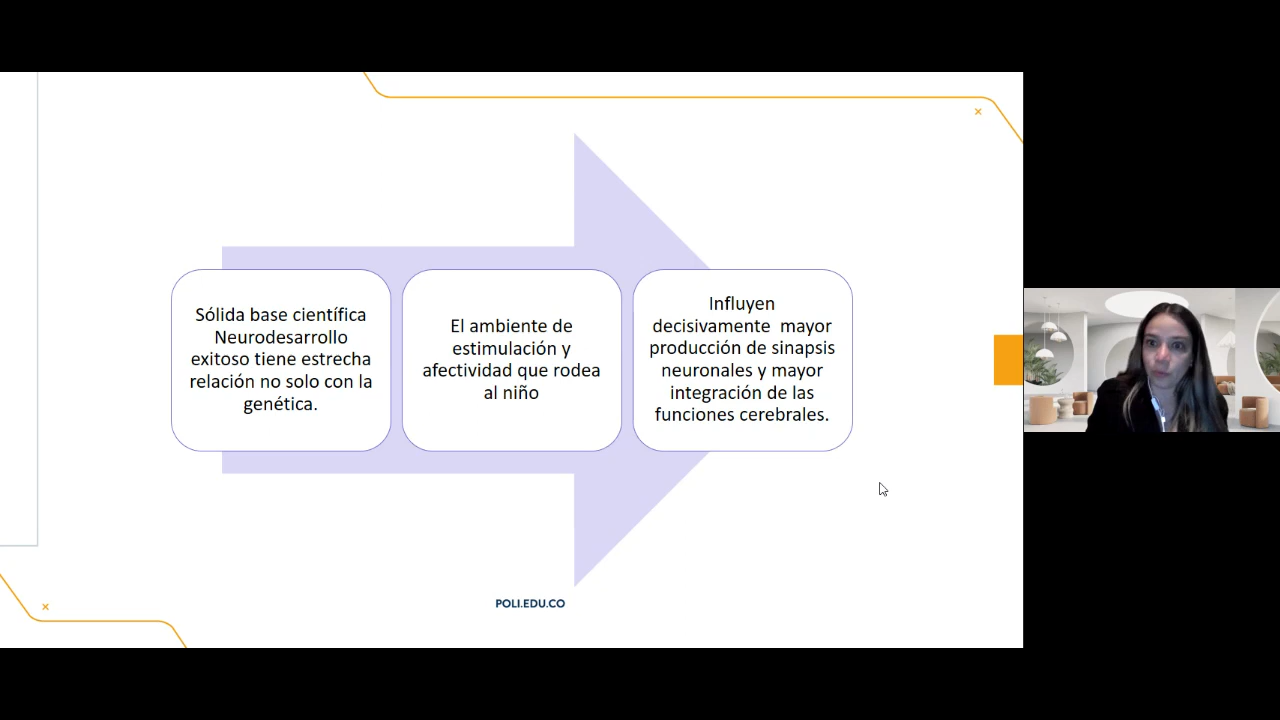 Sólida base científica
Neurodesarrollo
exitoso tiene estrecha
relación no solo con la
genética.
El ambiente de
estimulación y
afectividad que rodea
al niño
Influyen
decisivamente mayor
producción de sinapsis
neuronales y mayor
integración de las
funciones cerebrales.
POLI.EDU.CO